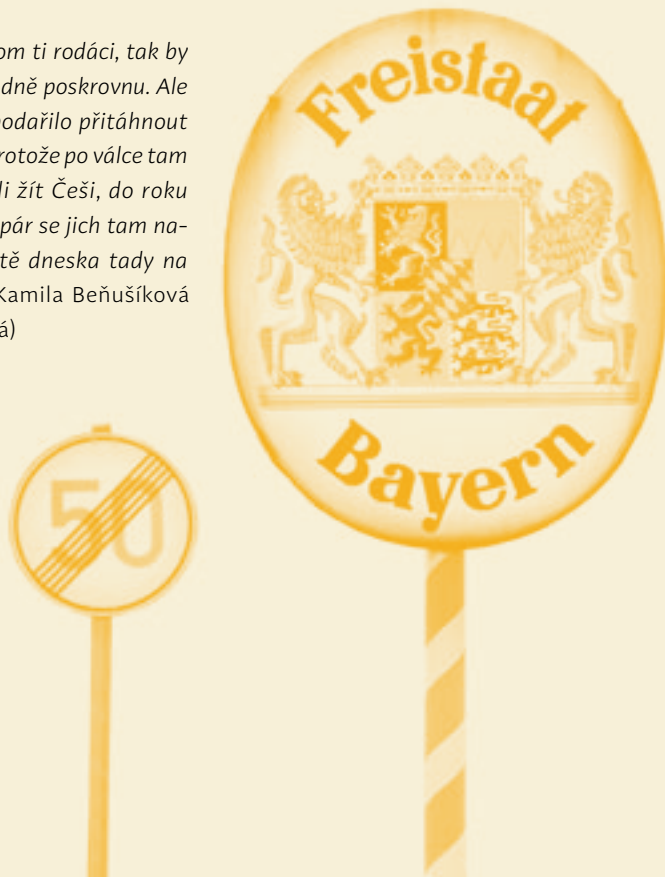 om ti rodáci, tak by
dně poskrovnu. Ale
podařilo přitáhnout
rotože po válce tam
li žít Češi, do roku
pár se jich tam na-
tě dneska tady na
Kamila Beňušíková
á)
Freistaat
Bayern
50